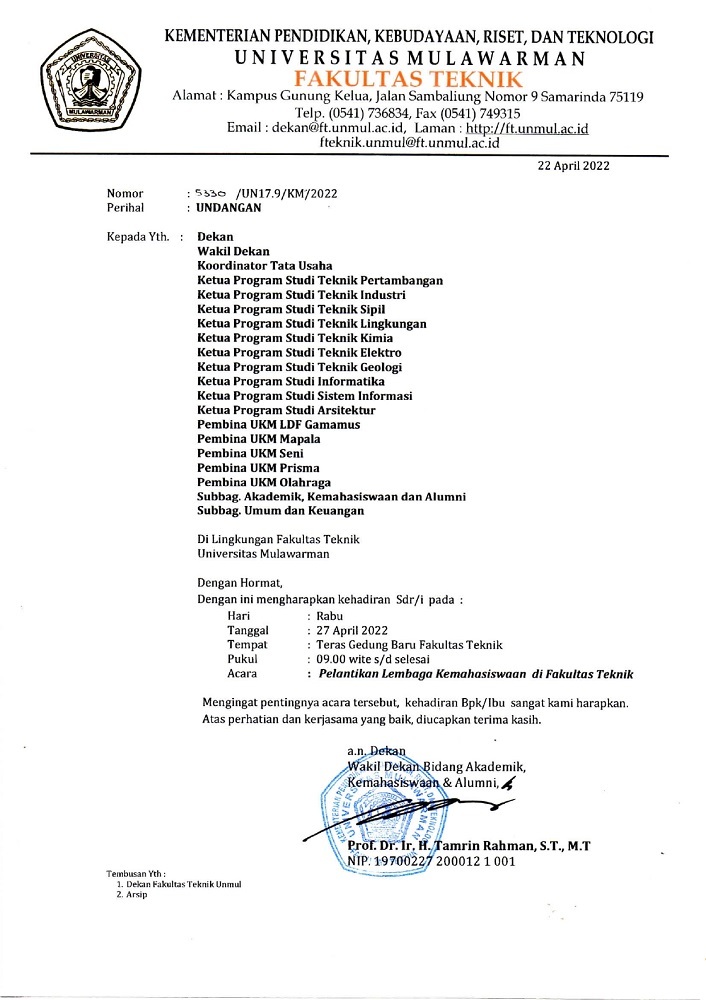 KEMENTERIAN PENDIDIKAN, KEBUDAYAAN, RISET, DAN TEKNOLOGI
UNIVERSITAS MULAWARMAN
FAKULTAS TEKNIK
Alamat : Kampus Gunung Kelua, Jalan Sambaliung Nomor 9 Samarinda 75119
Telp. (0541) 736834, Fax (0541) 749315
Email : dekan@ft.unmul.ac.id, Laman : http://ft.unmul.ac.id
fteknik.unmul@ft.unmul.ac.id
UNIVERSITAS
MULAWARMAN
22 April 2022
Nomor : 5330 /UN17.9/KM/2022
Perihal : UNDANGAN
Kepada Yth. : Dekan
Wakil Dekan
Koordinator Tata Usaha
Ketua Program Studi Teknik Pertambangan
Ketua Program Studi Teknik Industri
Ketua Program Studi Teknik Sipil
Ketua Program Studi Teknik Lingkungan
Ketua Program Studi Teknik Kimia
Ketua Program Studi Teknik Elektro
Ketua Program Studi Teknik Geologi
Ketua Program Studi Informatika
Ketua Program Studi Sistem Informasi
Ketua Program Studi Arsitektur
Pembina UKM LDF Gamamus
Pembina UKM Mapala
Pembina UKM Seni
Pembina UKM Prisma
Pembina UKM Olahraga
Subbag. Akademik, Kemahasiswaan dan Alumni
Subbag. Umum dan Keuangan
Di Lingkungan Fakultas Teknik
Universitas Mulawarman
Dengan Hormat,
Dengan ini mengharapkan kehadiran Sdr/i pada :
Hari : Rabu
Tanggal : 27 April 2022
Tempat : Teras Gedung Baru Fakultas Teknik
Pukul : 09.00 wite s/d selesai
Acara : Pelantikan Lembaga Kemahasiswaan di Fakultas Teknik
Mengingat pentingnya acara tersebut, kehadiran Bpk/Ibu sangat kami harapkan.
Atas perhatian dan kerjasama yang baik, diucapkan terima kasih.
a.n. Dekan
Wakil Dekan Bidang Akademik,
Kemahasiswaan & Alumni,
Prof. Dr. Ir. H. Tamrin Rahman, S.T., M.T
NIP. 19700227 200012 1 001
Tembusan Yth :
1. Dekan Fakultas Teknik Unmul
2. Arsip